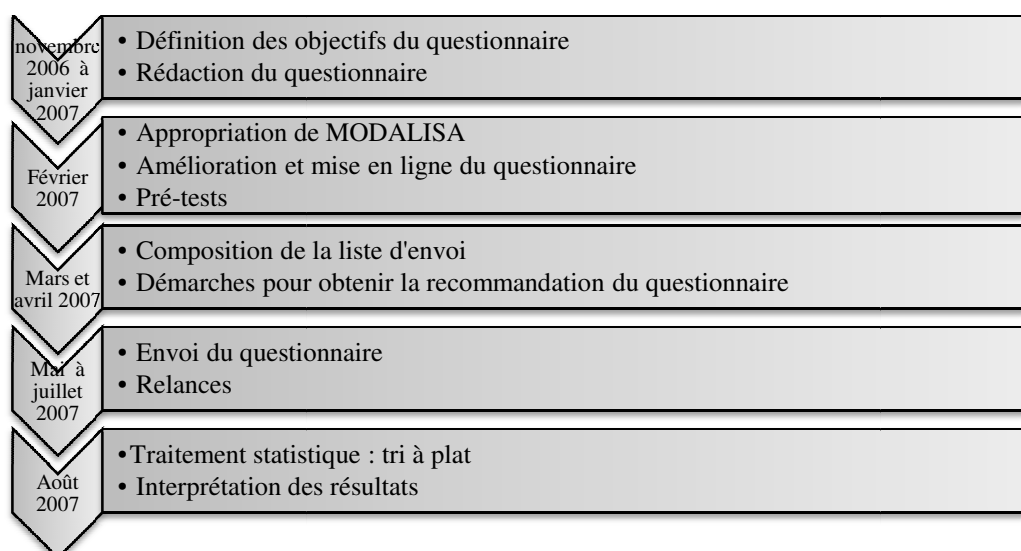 novembre
2006 à
janvier
2007
• Définition des objectifs du questionnaire
• Rédaction du questionnaire
Février
2007
• Appropriation de MODALISA
• Amélioration et mise en ligne du questionnaire
• Pré-tests
Mars et
avril 2007
• Composition de la liste d'envoi
• Démarches pour obtenir la recommandation du questionnaire
Mai à
juillet
2007
• Envoi du questionnaire
• Relances
Août
2007
•Traitement statistique : tri à plat
• Interprétation des résultats